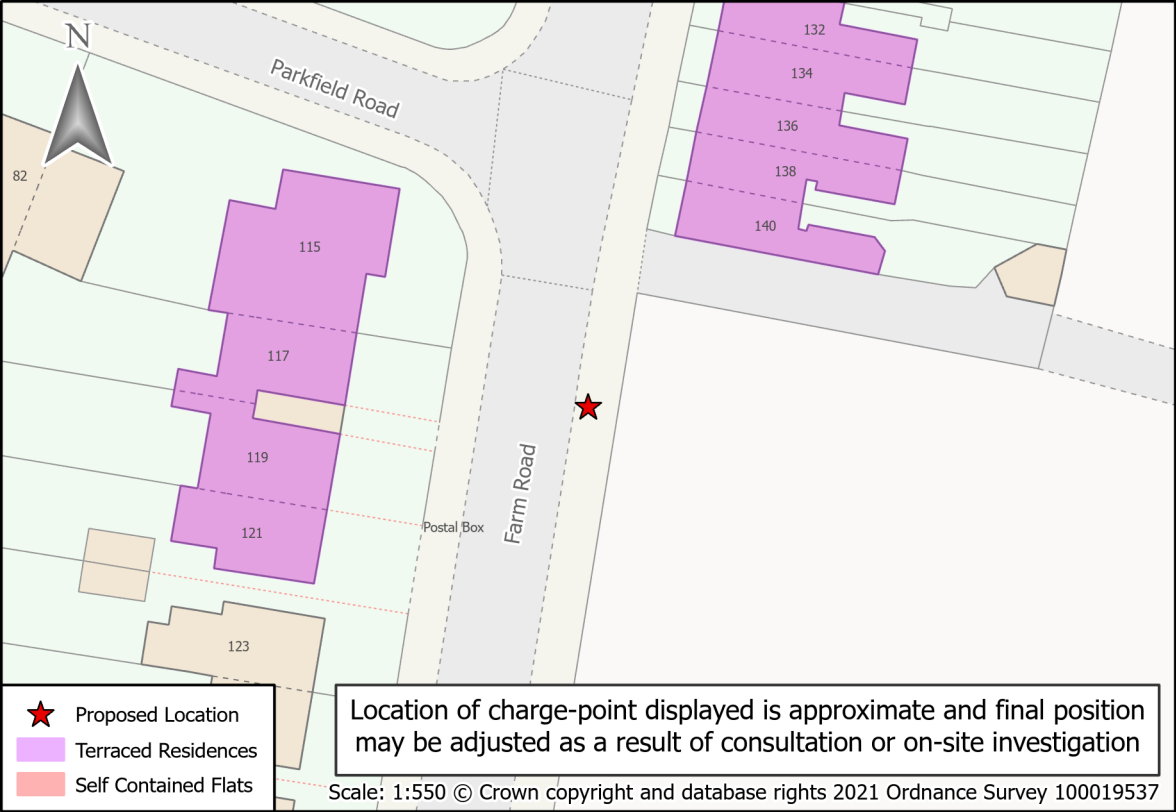 N
Parkfield Road
132
134
136
138
140
82
115
117
119
121
123
Postal Box
Farm Road
Proposed Location
Terraced Residences
Self Contained Flats
Location of charge-point displayed is approximate and final position
may be adjusted as a result of consultation or on-site investigation
Scale: 1:550 © Crown copyright and database rights 2021 Ordnance Survey 100019537